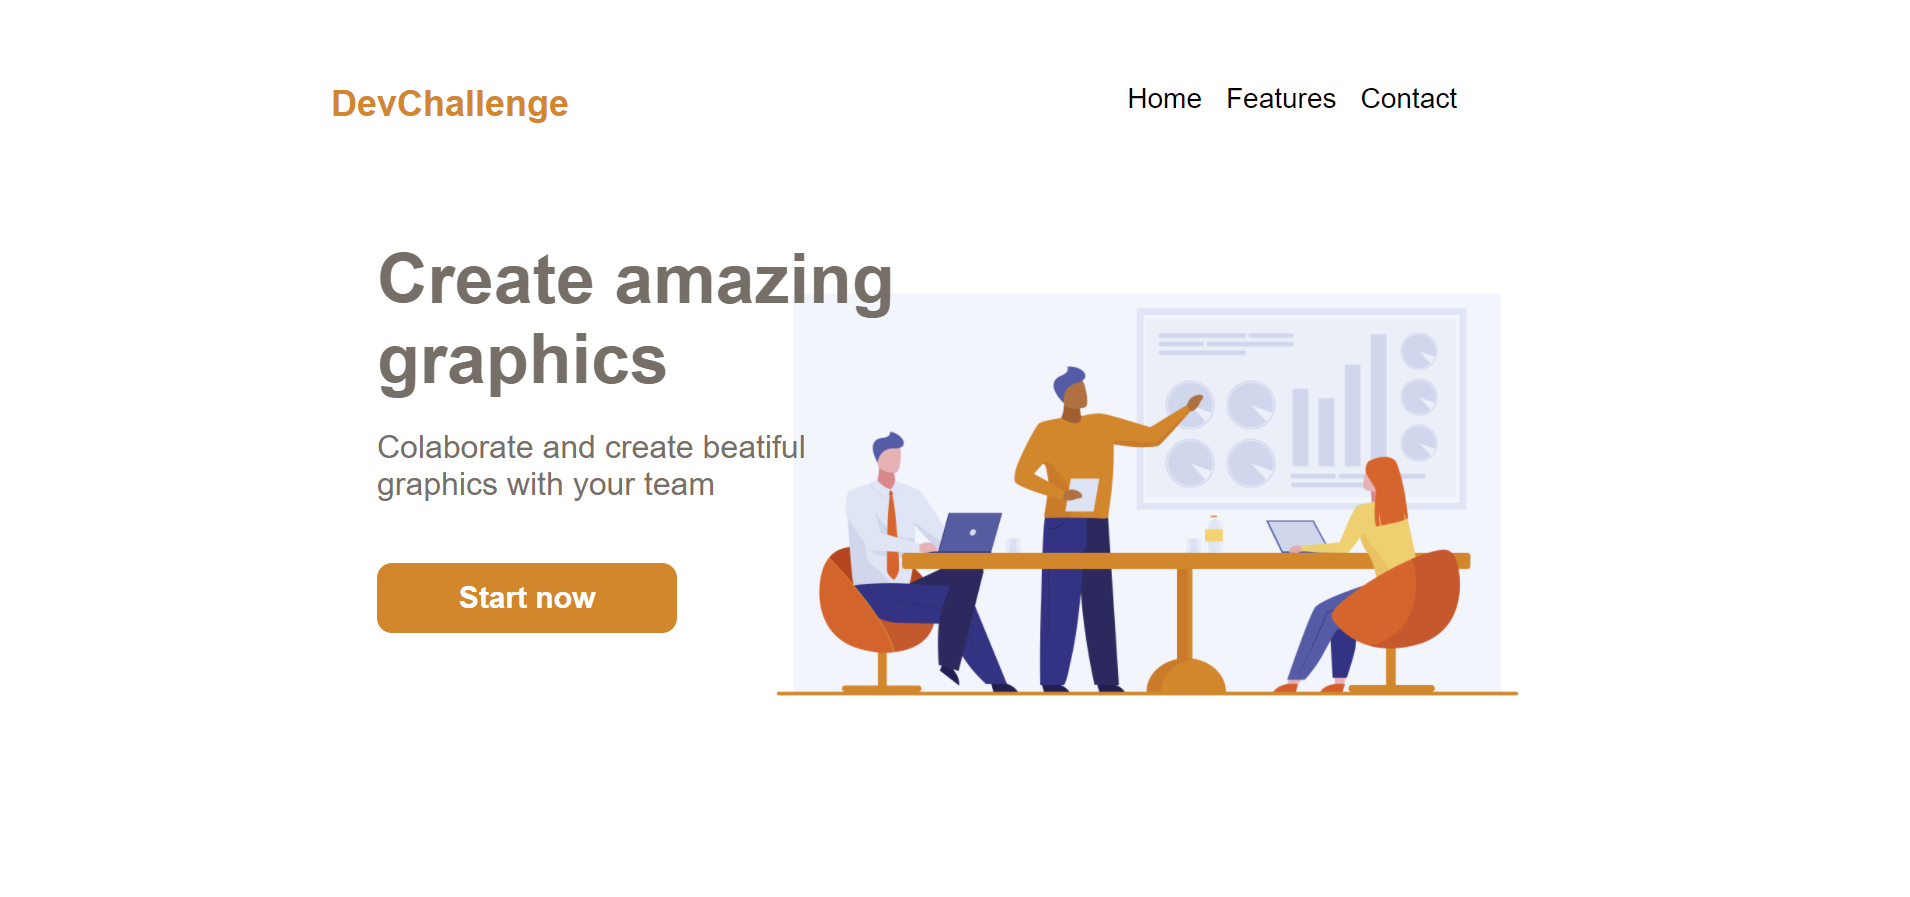 DevChallenge
Home Features Contact
Create amazing
graphics
Colaborate and create beatiful
graphics with your team
Start now